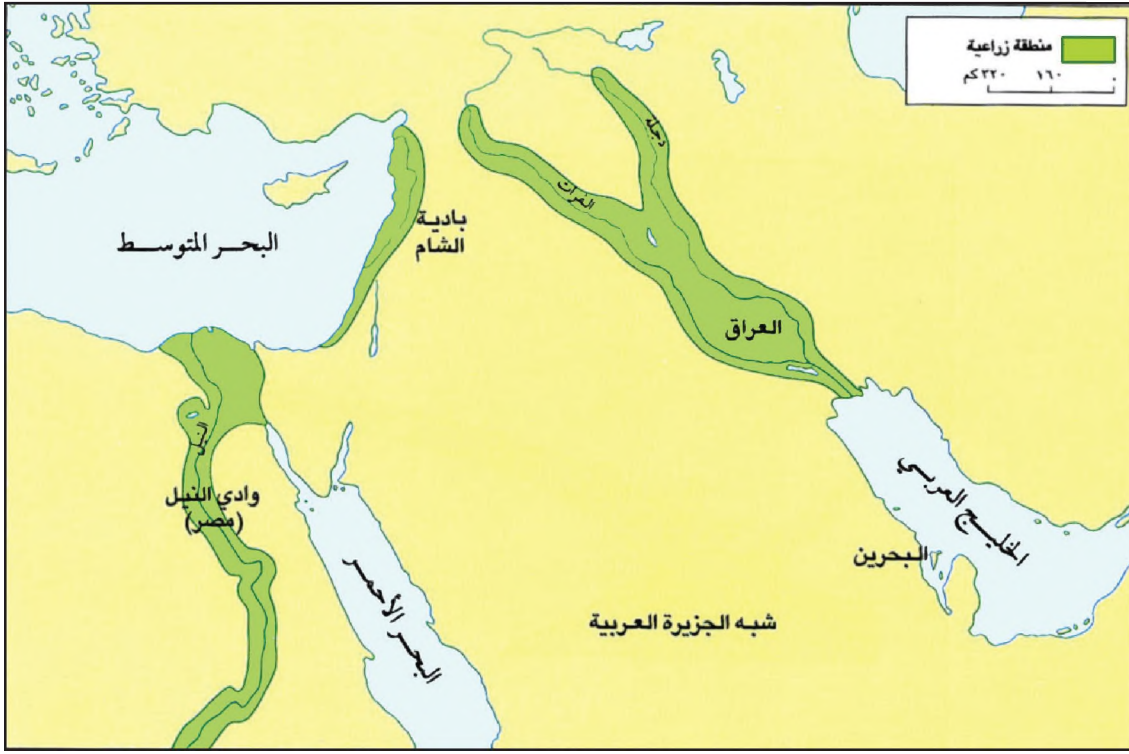 منطقة زراعية
٣٢٠ كم ١٦٠ ٠
دجلة
الفرات
بادية
الشام
البحر المتوسط
العراق
النيل
وادي النيل
(مصر)
الخليج العربي
البحرين
البحر الأحمر
شبه الجزيرة العربية